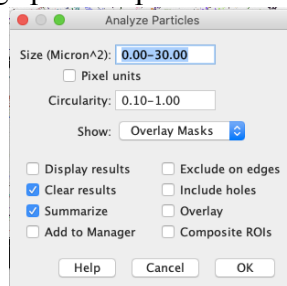 Analyze Particles
Size (Micron^2): 0.00–30.00
Pixel units
Circularity: 0.10–1.00
Show: Overlay Masks
Display results Exclude on edges
Clear results Include holes
Summarize Overlay
Add to Manager Composite ROIs
Help Cancel OK